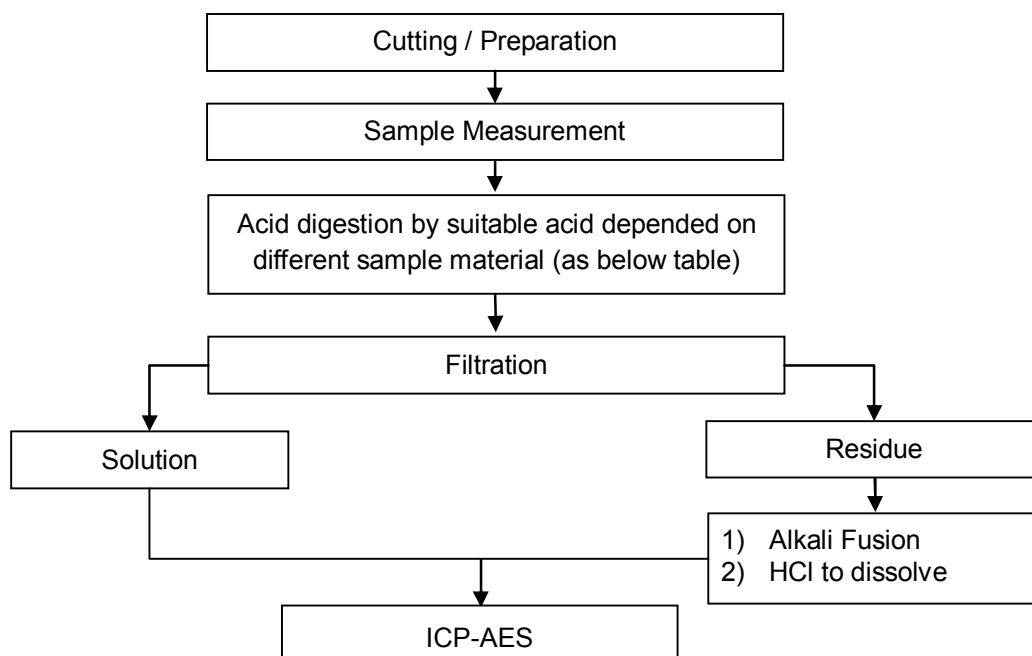 Cutting / Preparation
Sample Measurement
Acid digestion by suitable acid depended on
different sample material (as below table)
Filtration
Solution
Residue
1) Alkali Fusion
2) HCl to dissolve
ICP-AES